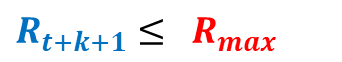 R_{t+k+1} ≤ R_{max}